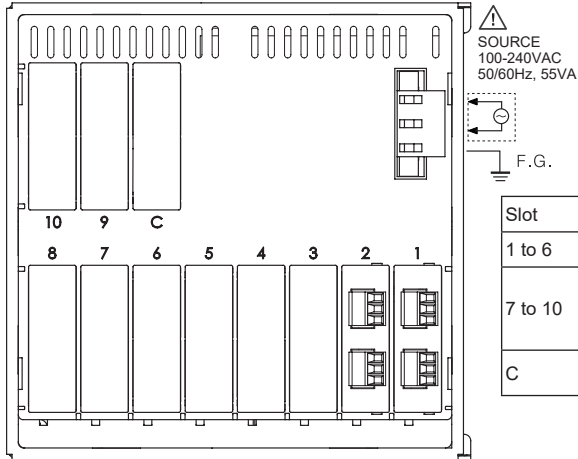 SOURCE
100-240VAC
50/60Hz, 55VA
F.G.
10 9 C
8 7 6 5 4 3 2 1
Slot
1 to 6
7 to 10
C